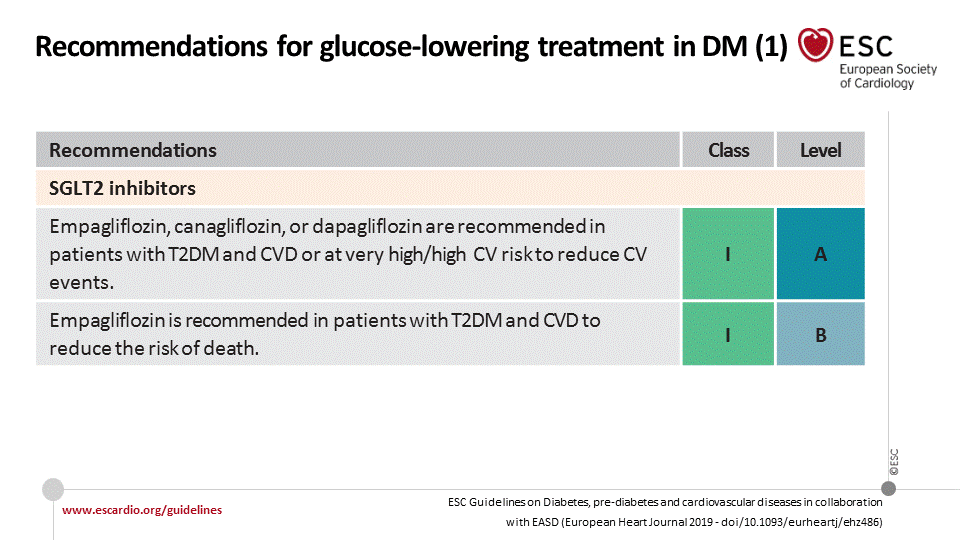 Recommendations for glucose-lowering treatment in DM (1)
ESC
European Society
of Cardiology
Recommendations Class Level
SGLT2 inhibitors
Empagliflozin, canagliflozin, or dapagliflozin are recommended in
patients with T2DM and CVD or at very high/high CV risk to reduce CV
events.
I A
Empagliflozin is recommended in patients with T2DM and CVD to
reduce the risk of death.
I B
©ESC
www.escardio.org/guidelines
ESC Guidelines on Diabetes, pre-diabetes and cardiovascular diseases in collaboration
with EASD (European Heart Journal 2019 - doi/10.1093/eurheartj/ehz486)